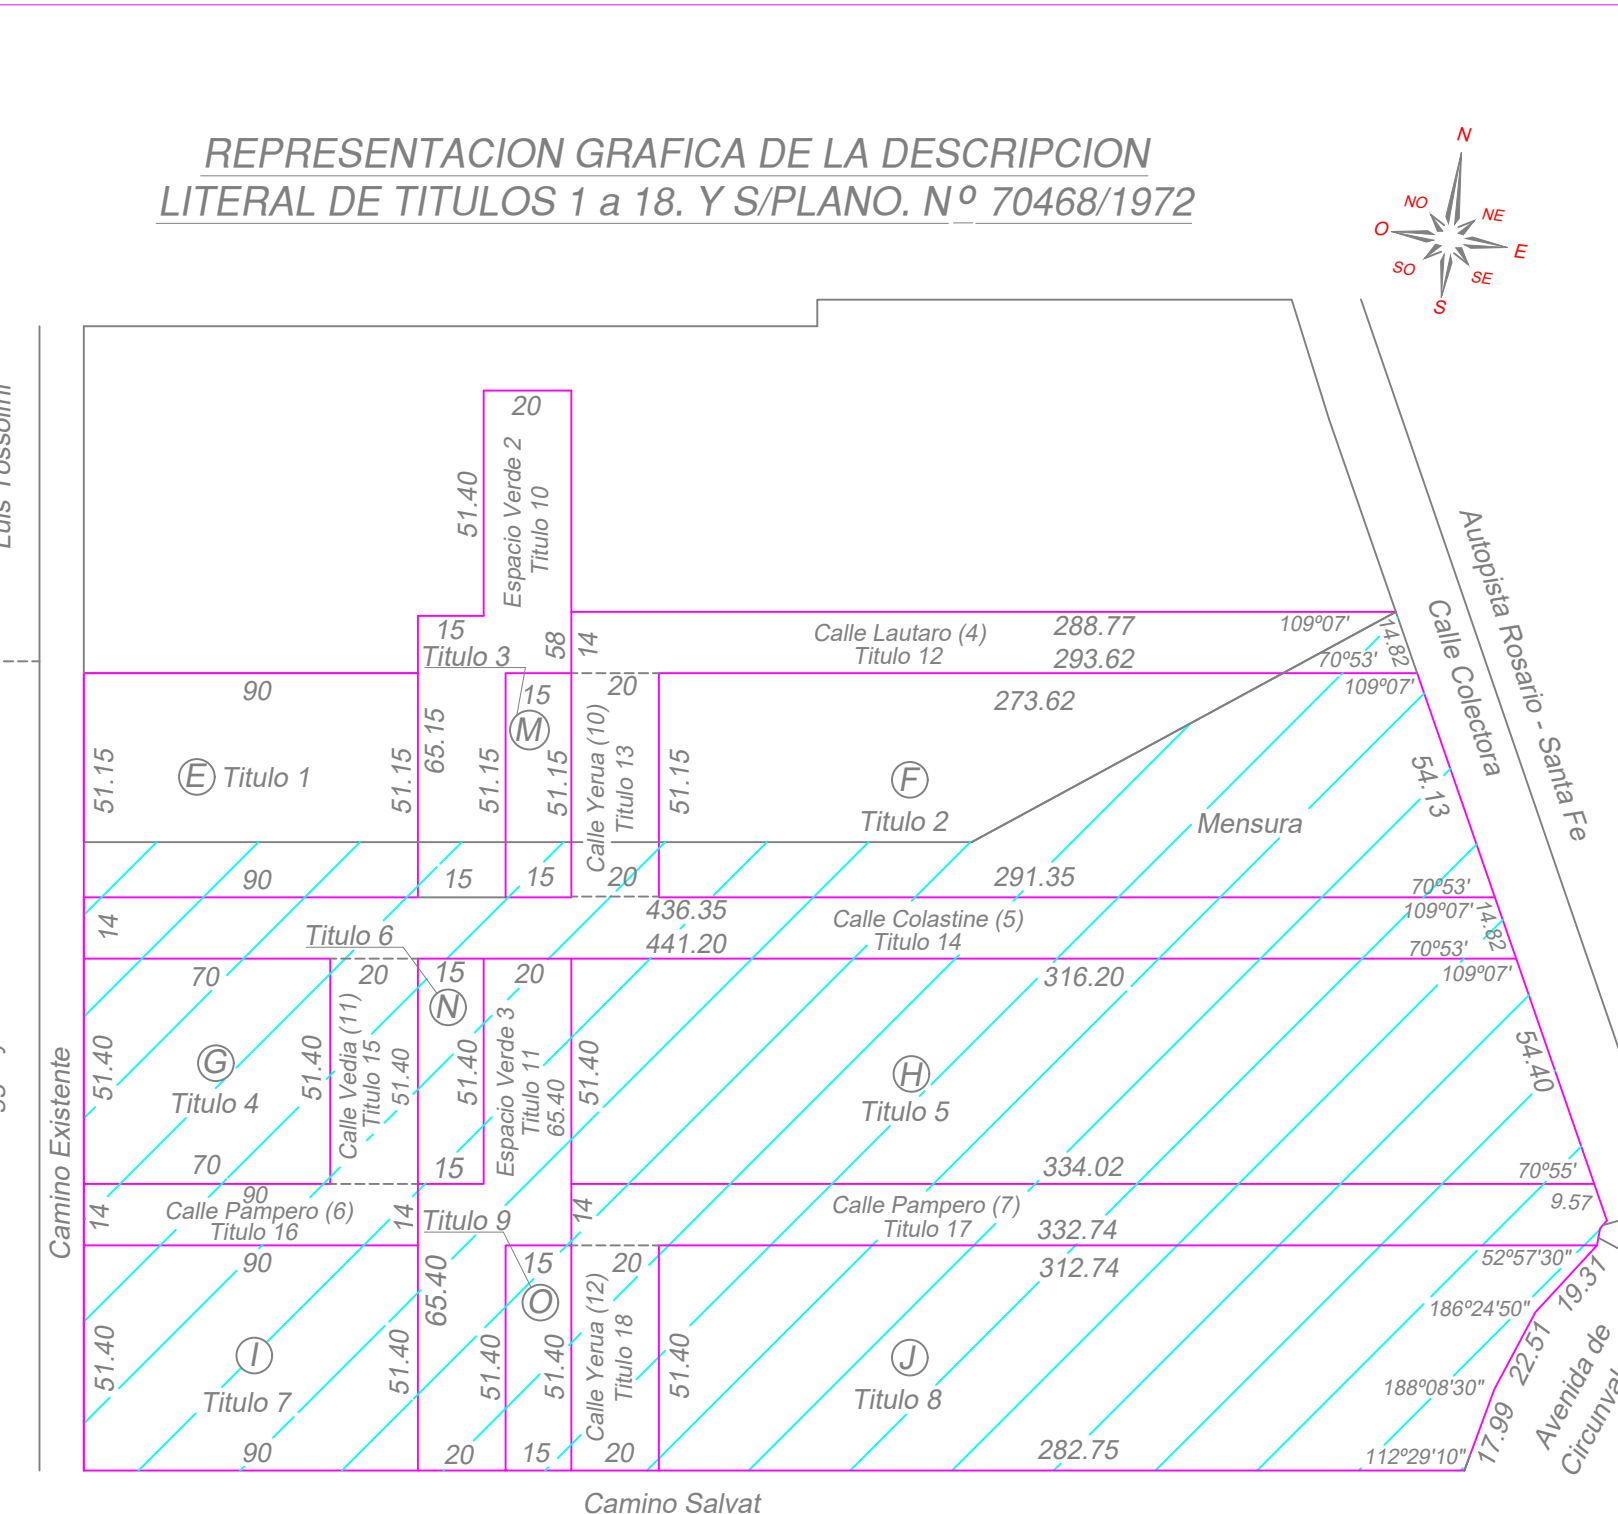 REPRESENTACION GRAFICA DE LA DESCRIPCION
LITERAL DE TITULOS 1 a 18. Y S/PLANO. Nº 70468/1972
N
NO
NE
O
E
SO
SE
S
20
51.40
Espacio Verde 2
Titulo 10
15
58
14
Calle Lautaro (4)
Titulo 12
288.77
293.62
109º07'
14.82
70º53'
Titulo 3
90
15
20
273.62
109º07'
M
65.15
51.15
E
Titulo 1
51.15
51.15
51.15
Calle Yerua (10)
Titulo 13
51.15
F
Titulo 2
Mensura
54.13
Calle Colectora
Autopista Rosario - Santa Fe
90
15
15
20
291.35
70º53'
14
436.35
441.20
Calle Colastine (5)
Titulo 14
109º07'
14.82
70º53'
Titulo 6
70
20
15
20
316.20
109º07'
N
51.40
G
Titulo 4
51.40
Calle Vedia (11)
Titulo 15
51.40
51.40
Espacio Verde 3
Titulo 11
65.40
51.40
H
Titulo 5
54.40
70
15
334.02
70º55'
90
14
Calle Pampero (6)
Titulo 16
14
Titulo 9
14
Calle Pampero (7)
Titulo 17
332.74
9.57
90
65.40
15
20
312.74
52º57'30"
19.31
O
51.40
I
Titulo 7
51.40
51.40
51.40
Calle Yerua (12)
Titulo 18
51.40
J
Titulo 8
186º24'50"
22.51
188º08'30"
17.99
Avenida de
90
20
15
20
282.75
112º29'10"
Camino Existente
Camino Salvat